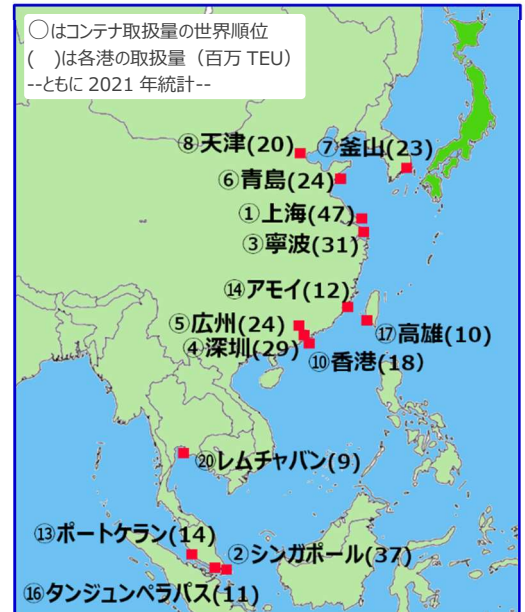 ○はコンテナ取扱量の世界順位
( )は各港の取扱量（百万 TEU）
--ともに 2021 年統計--
⑧天津(20)
⑦釜山(23)
⑥青島(24)
①上海(47)
③寧波(31)
⑭アモイ(12)
⑤広州(24)
⑰高雄(10)
④深圳(29)
⑩香港(18)
⑳レムチャバン(9)
⑬ポートケラン(14)
②シンガポール(37)
⑯タンジュンペラパス(11)